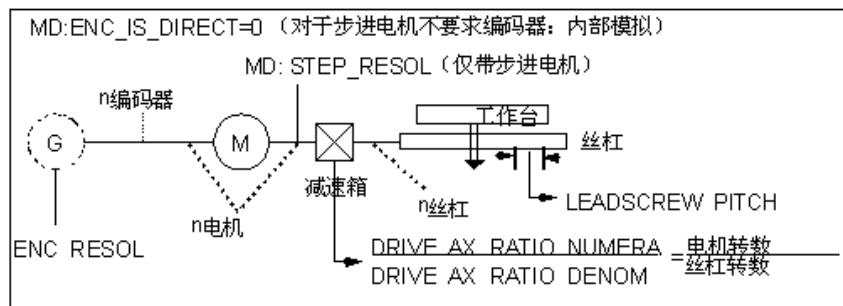 MD:ENC_IS_DIRECT=0（对于步进电机不要求编码器：内部模拟）
MD: STEP_RESOL（仅带步进电机）
n编码器
工作台
G
M
丝杠
减速箱
n电机
n丝杠
LEADSCREW PITCH
ENC RESOL
DRIVE AX RATIO NUMERA
DRIVE AX RATIO DENOM
=
电机转数
丝杠转数